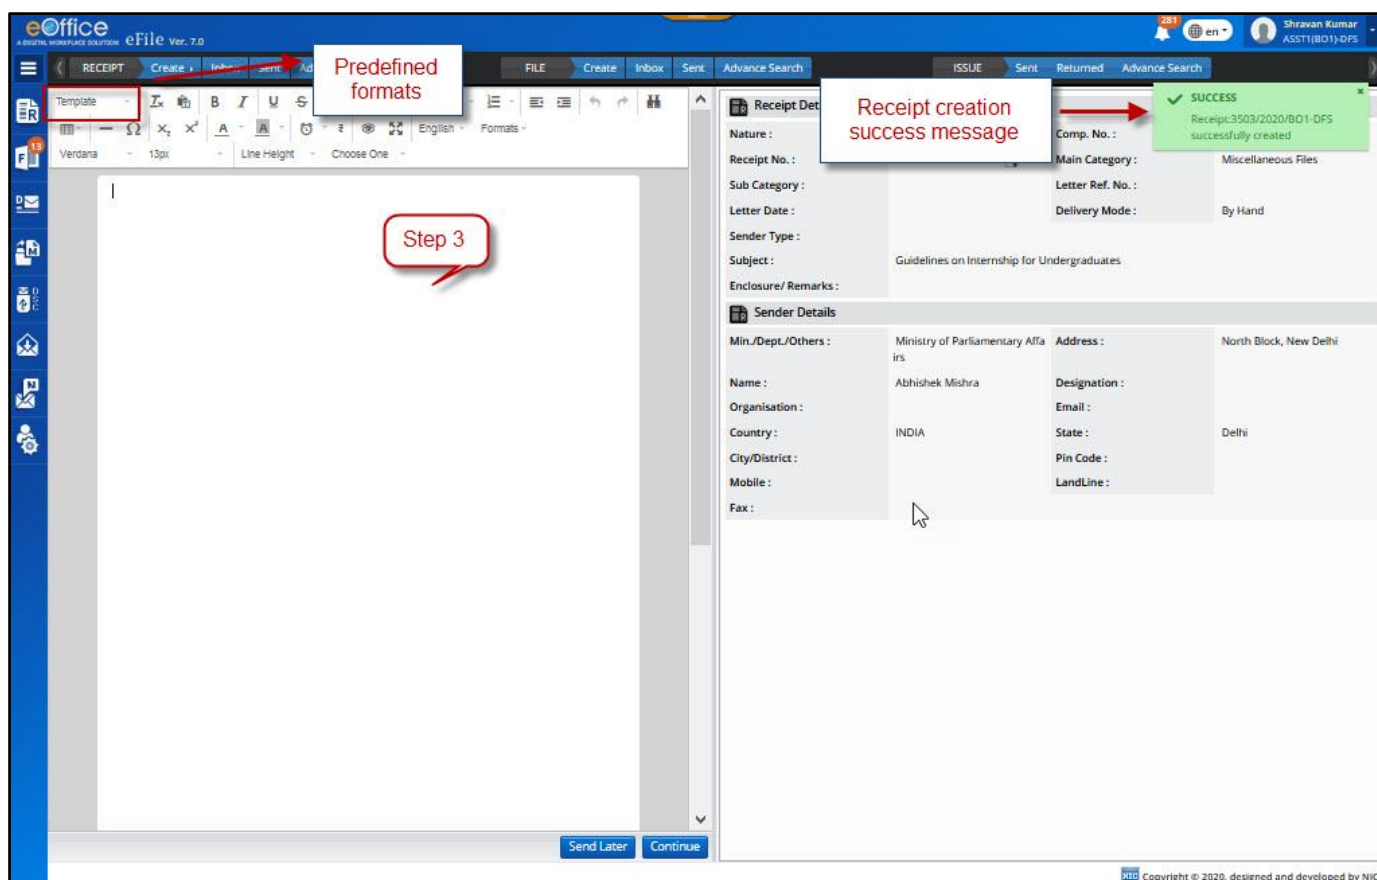 eOffice
A DIGITAL WORKPLACE SOLUTION eFile Ver. 7.0
281
en
Shravan Kumar
ASST1(BO1)-DFS
RECEIPT Create Inbox Sent Ad
FILE Create Inbox Sent Advance Search
ISSUE Sent Returned Advance Search
Predefined
formats
Template
B I U S
English Formats
Verdana 13px Line Height Choose One
13
Step 3
Receipt creation
success message
SUCCESS
Receipt:3503/2020/BO1-DFS
successfully created
Receipt Det
Nature :
Comp. No. :
Receipt No. :
Main Category : Miscellaneous Files
Sub Category :
Letter Ref. No. :
Letter Date :
Delivery Mode : By Hand
Sender Type :
Subject : Guidelines on Internship for Undergraduates
Enclosure/ Remarks :
Sender Details
Min./Dept./Others : Ministry of Parliamentary Affa
irs
Address : North Block, New Delhi
Name : Abhishek Mishra
Designation :
Organisation :
Email :
Country : INDIA
State : Delhi
City/District :
Pin Code :
Mobile :
LandLine :
Fax :
Send Later Continue
NIC Copyright © 2020, designed and developed by NIC